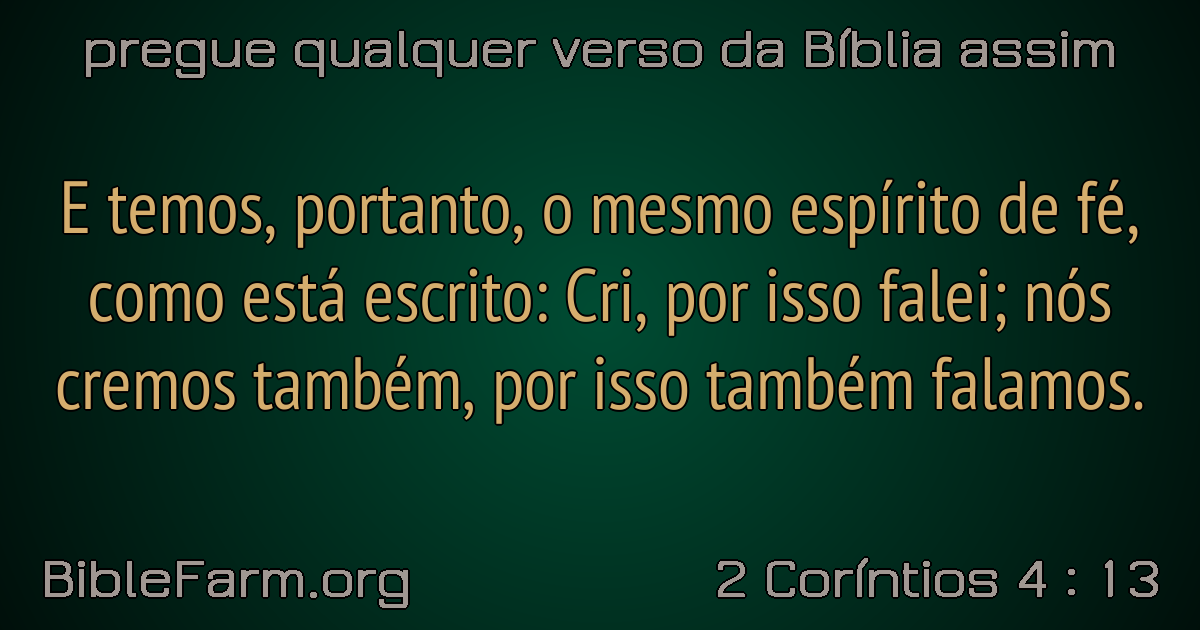 pregue qualquer verso da Bíblia assim
E temos, portanto, o mesmo espírito de fé,
como está escrito: Cri, por isso falei; nós
cremos também, por isso também falamos.
BibleFarm.org
2 Coríntios 4 : 13